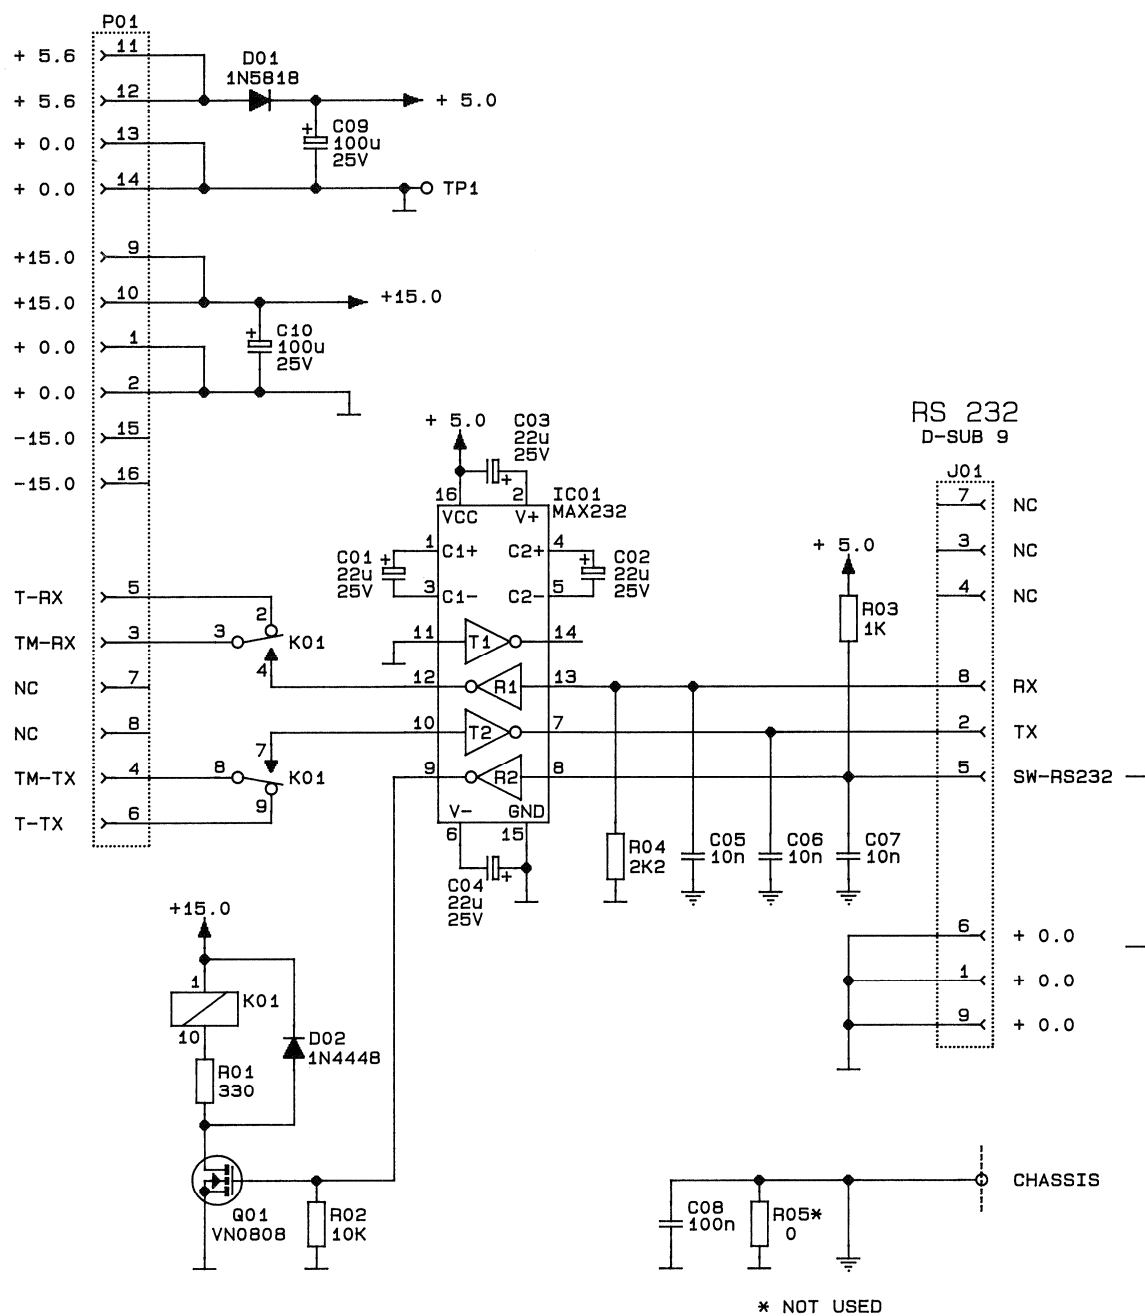 P01
+ 5.6 11
+ 5.6 12
+ 0.0 13
+ 0.0 14
D01
1N5818
+ 5.0
+ C09
100u
25V
TP1
+15.0 9
+15.0 10
+ 0.0 1
+ 0.0 2
-15.0 15
-15.0 16
+15.0
+ C10
100u
25V
T-RX 5
TM-RX 3
NC 7
NC 8
TM-TX 4
T-TX 6
2
3 K01
4
7
8 K01
9
+ 5.0
C03
22u
25V
+
16 2
VCC V+
IC01
MAX232
C01
22u
25V
+
1 C1+
3 C1-
C2+ 4
C2- 5
+ C02
22u
25V
11 T1 14
12 R1 13
10 T2 7
9 R2 8
V- GND
6 15
C04
22u
25V
+
+ 5.0
R03
1K
R04
2K2
C05
10n
C06
10n
C07
10n
RS 232
D-SUB 9
J01
7 NC
3 NC
4 NC
8 RX
2 TX
5 SW-RS232
6 + 0.0
1 + 0.0
9 + 0.0
+15.0
1
K01
10
R01
330
D02
1N4448
Q01
VN0808
R02
10K
C08
100n
R05*
0
CHASSIS
* NOT USED